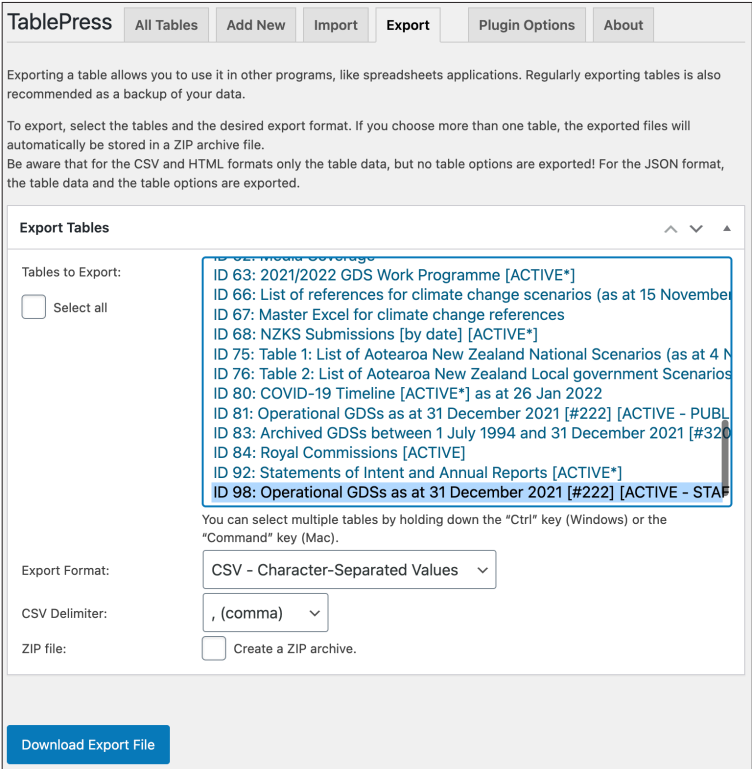 TablePress
All Tables
Add New
Import
Export
Plugin Options
About
Exporting a table allows you to use it in other programs, like spreadsheets applications. Regularly exporting tables is also
recommended as a backup of your data.
To export, select the tables and the desired export format. If you choose more than one table, the exported files will
automatically be stored in a ZIP archive file.
Be aware that for the CSV and HTML formats only the table data, but no table options are exported! For the JSON format,
the table data and the table options are exported.
Export Tables
Tables to Export:
Select all
ID 62: Media Coverage
ID 63: 2021/2022 GDS Work Programme [ACTIVE*]
ID 66: List of references for climate change scenarios (as at 15 November
ID 67: Master Excel for climate change references
ID 68: NZKS Submissions [by date] [ACTIVE*]
ID 75: Table 1: List of Aotearoa New Zealand National Scenarios (as at 4 N
ID 76: Table 2: List of Aotearoa New Zealand Local government Scenarios
ID 80: COVID-19 Timeline [ACTIVE*] as at 26 Jan 2022
ID 81: Operational GDSs as at 31 December 2021 [#222] [ACTIVE - PUBL
ID 83: Archived GDSs between 1 July 1994 and 31 December 2021 [#320
ID 84: Royal Commissions [ACTIVE]
ID 92: Statements of Intent and Annual Reports [ACTIVE*]
ID 98: Operational GDSs as at 31 December 2021 [#222] [ACTIVE - STAF
You can select multiple tables by holding down the “Ctrl” key (Windows) or the
“Command” key (Mac).
Export Format:
CSV - Character-Separated Values
CSV Delimiter:
, (comma)
ZIP file:
Create a ZIP archive.
Download Export File